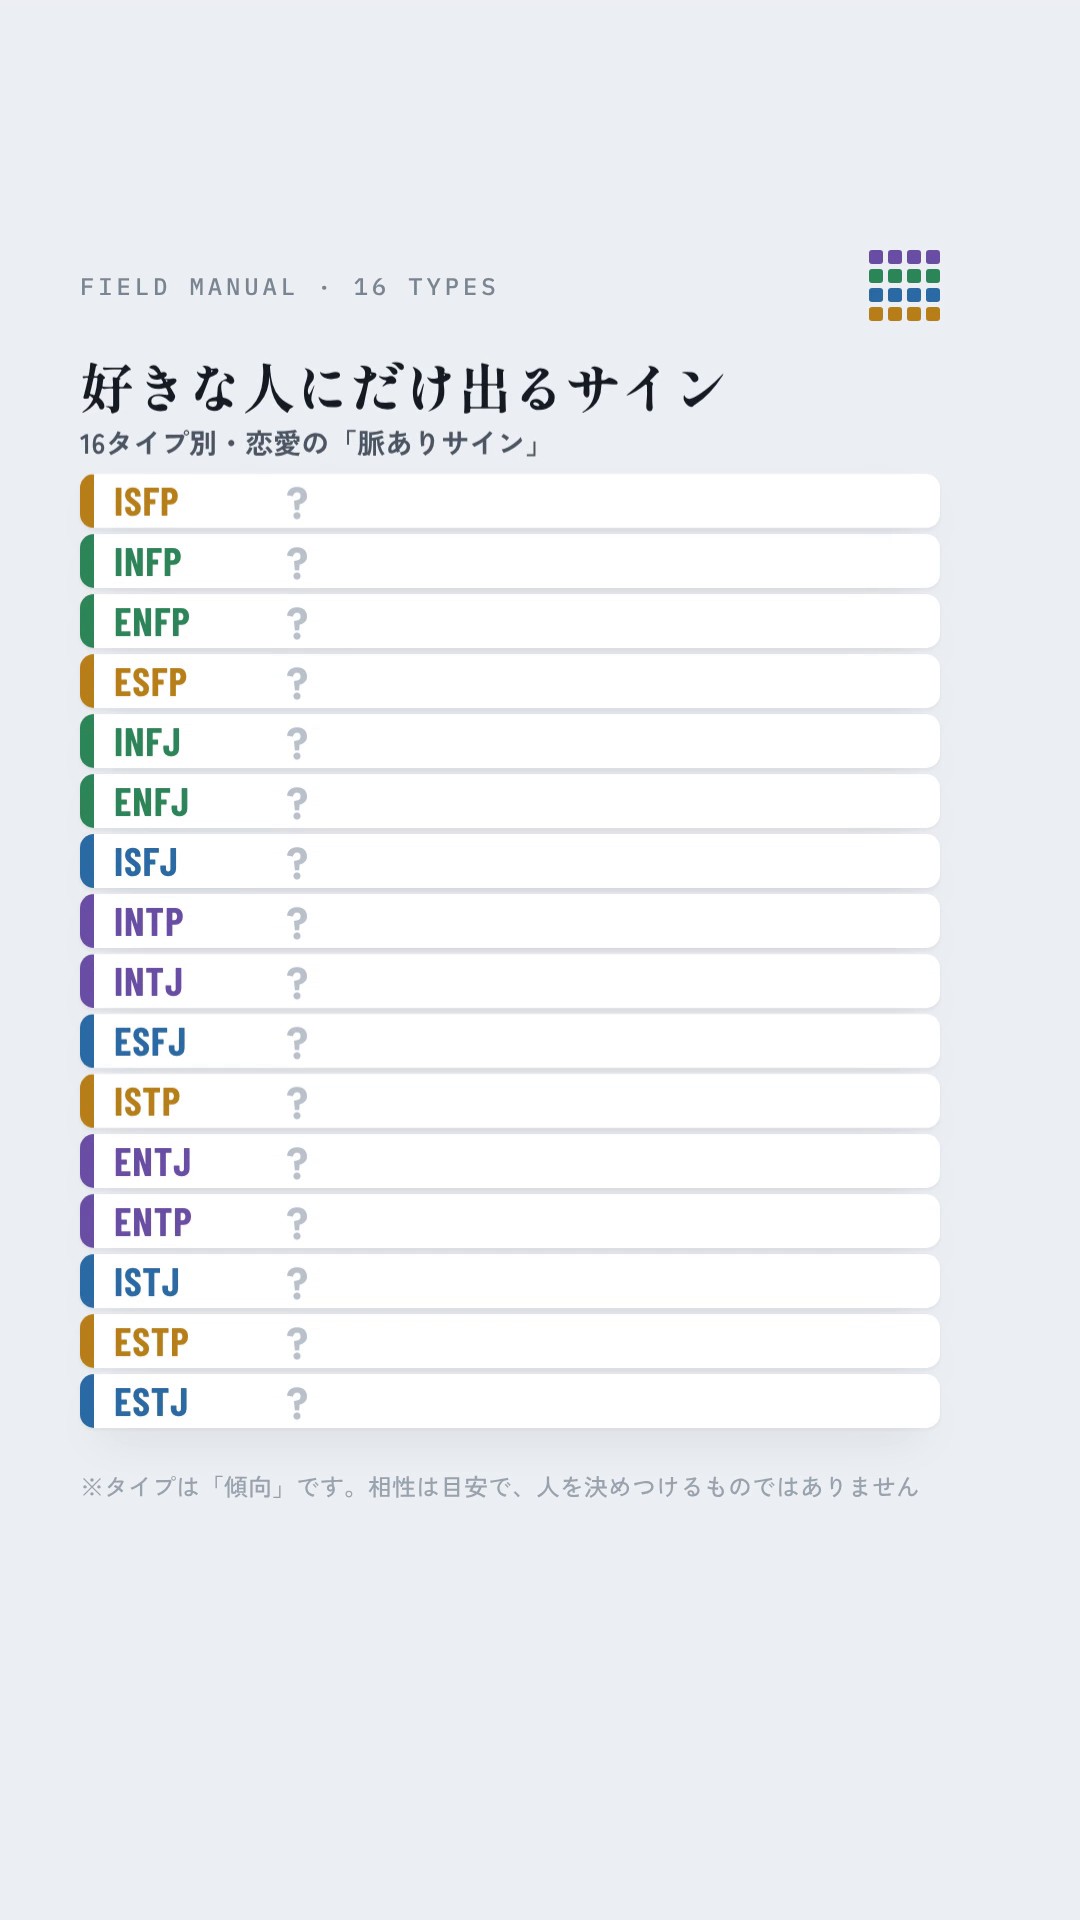 FIELD MANUAL · 16 TYPES
好きな人にだけ出るサイン
16タイプ別・恋愛の「脈ありサイン」
ISFP ?
INFP ?
ENFP ?
ESFP ?
INFJ ?
ENFJ ?
ISFJ ?
INTP ?
INTJ ?
ESFJ ?
ISTP ?
ENTJ ?
ENTP ?
ISTJ ?
ESTP ?
ESTJ ?
※タイプは「傾向」です。相性は目安で、人を決めつけるものではありません